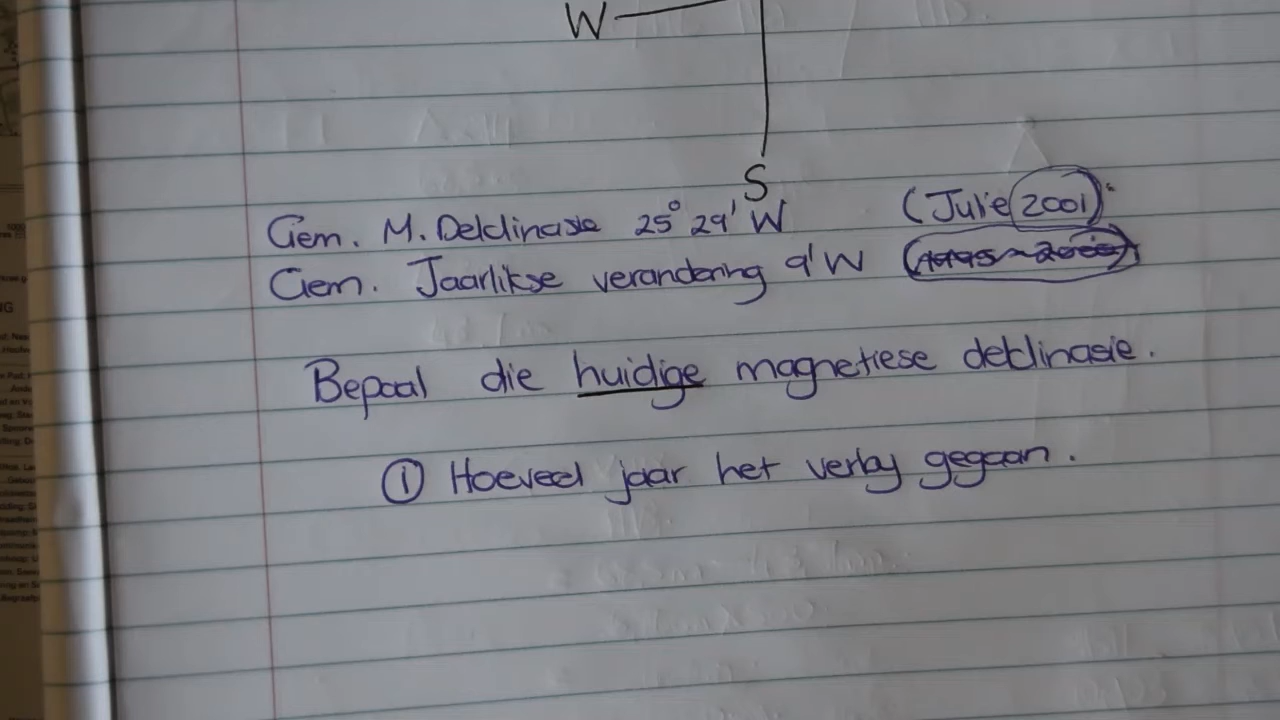 W
S
Gem. M. Deklinasie 25° 29' W (Julie 2001)
Gem. Jaarlikse verandering 9' W
Bepaal die huidige magnetiese deklinasie.
① Hoeveel jaar het verby gegaan.